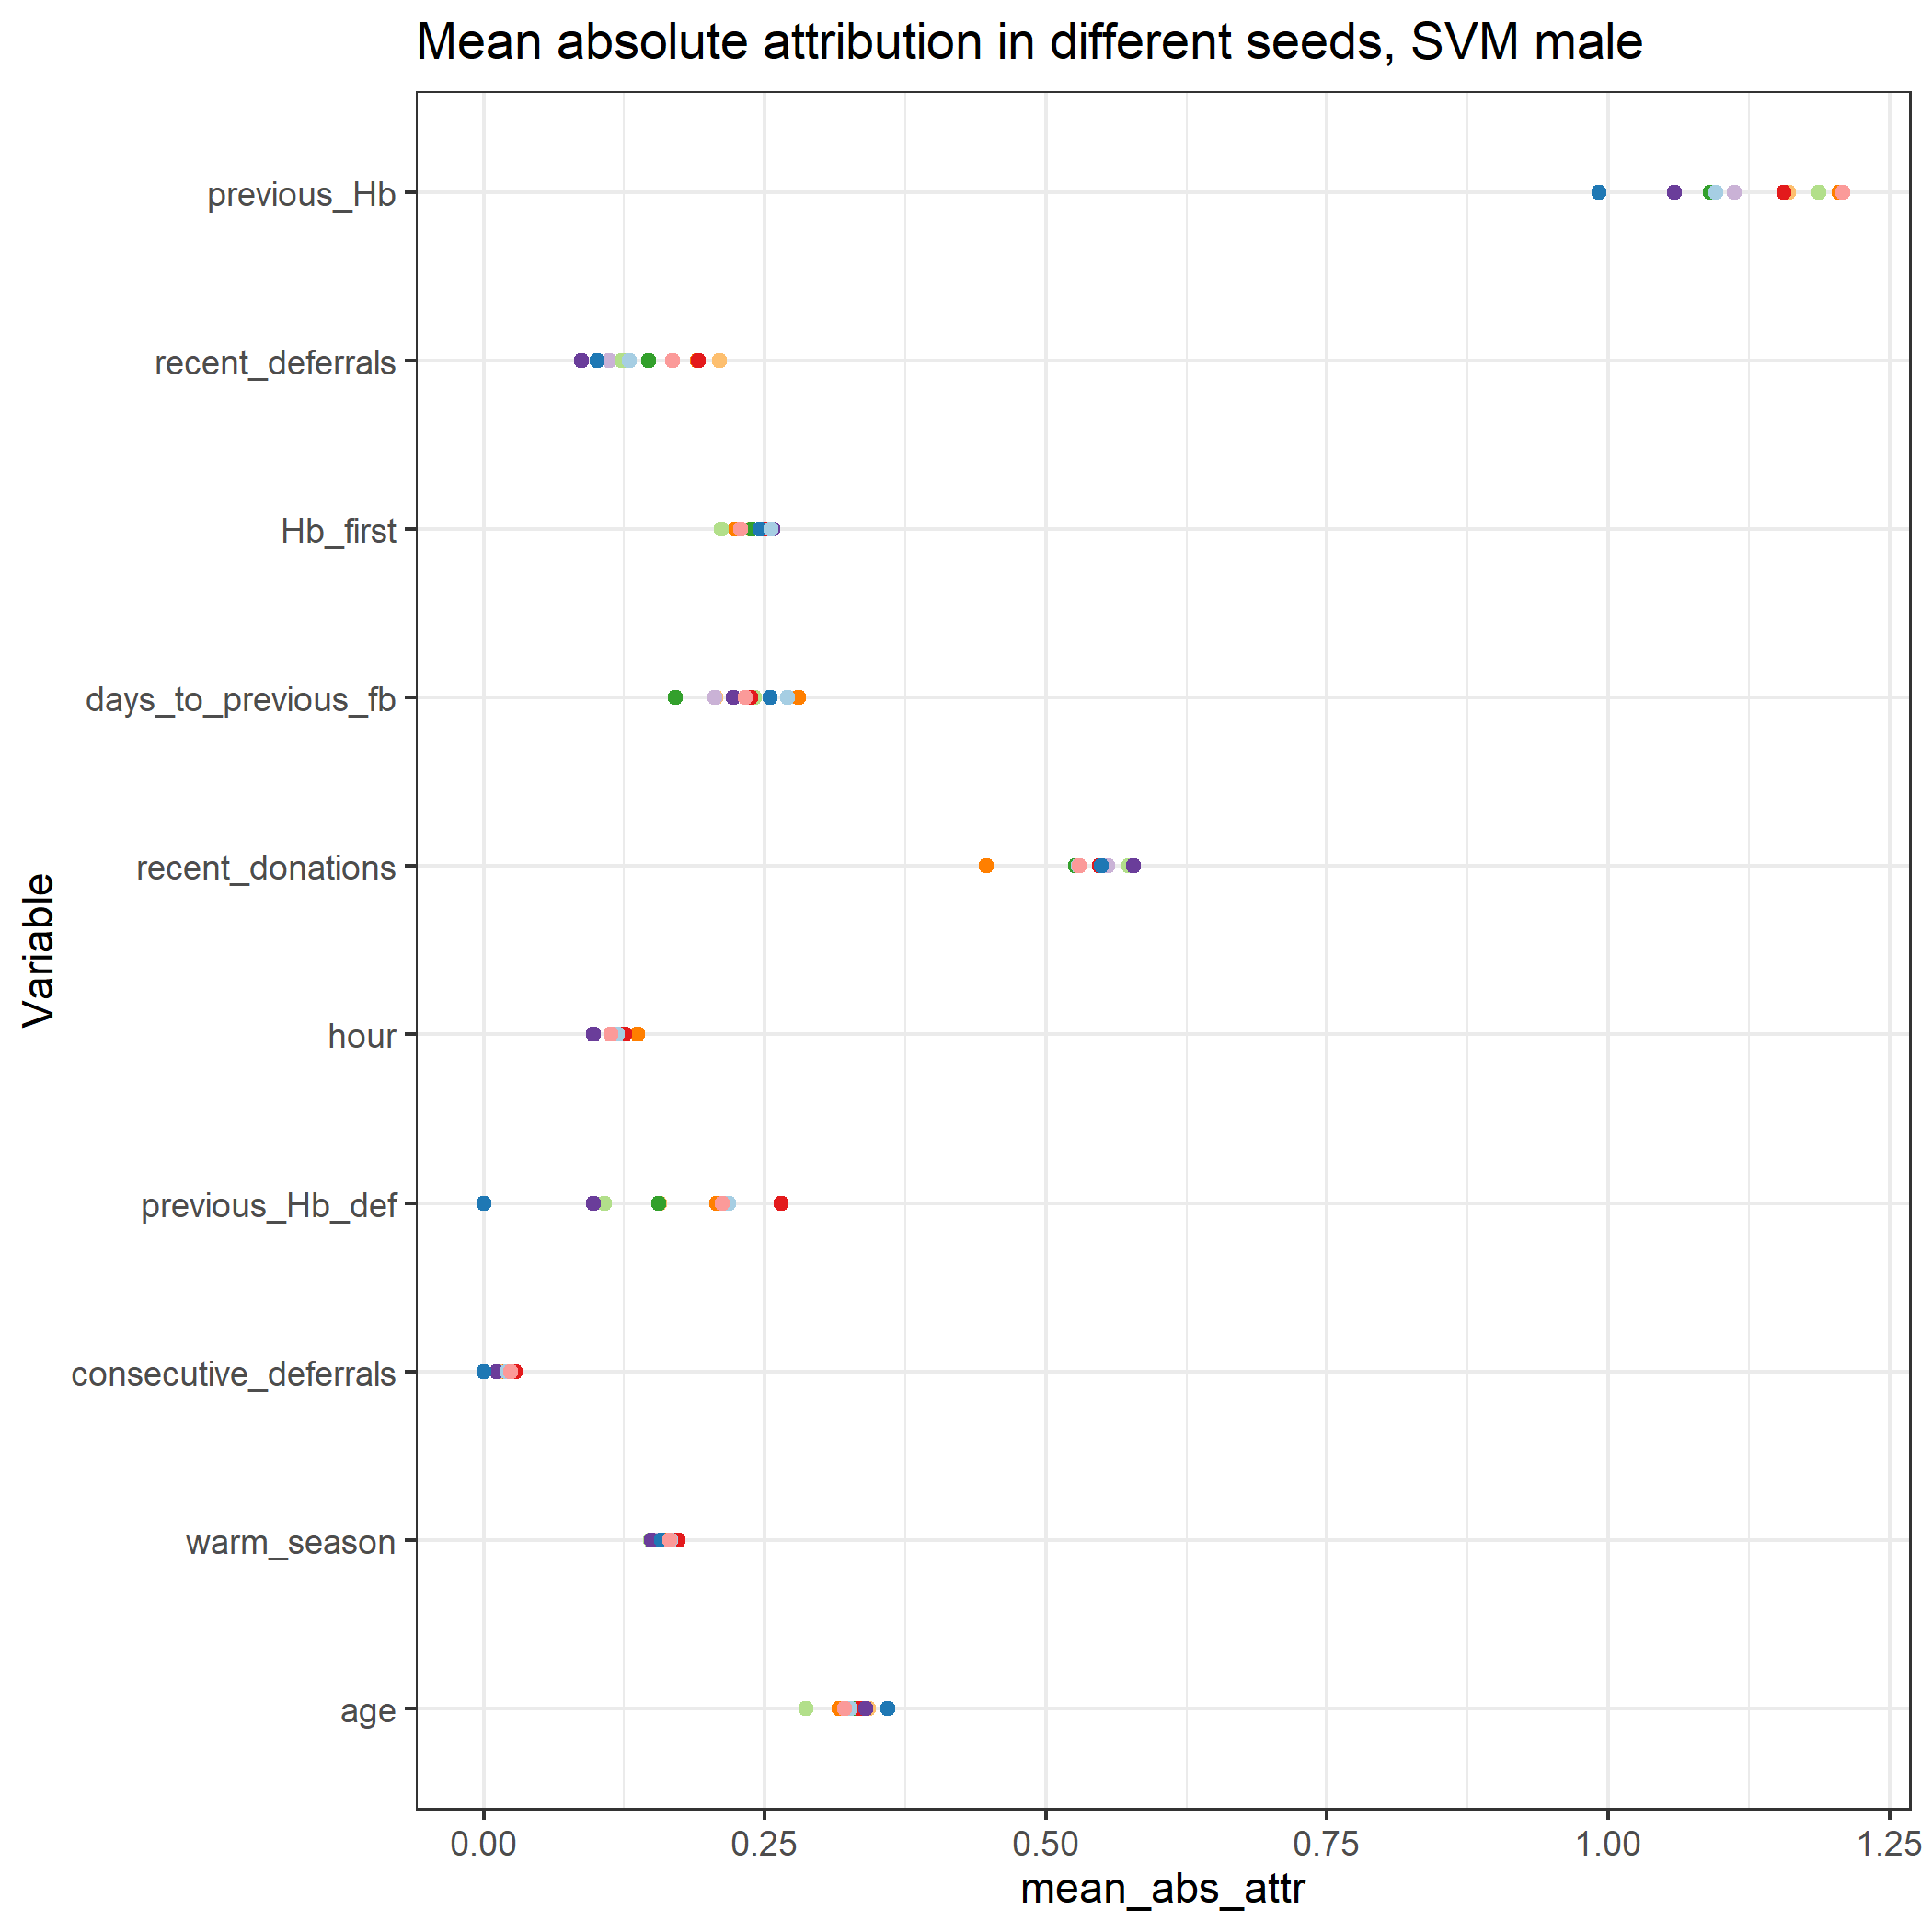 Mean absolute attribution in different seeds, SVM male
previous_Hb
recent_deferrals
Hb_first
days_to_previous_fb
recent_donations
hour
previous_Hb_def
consecutive_deferrals
warm_season
age
Variable
0.00 0.25 0.50 0.75 1.00 1.25
mean_abs_attr